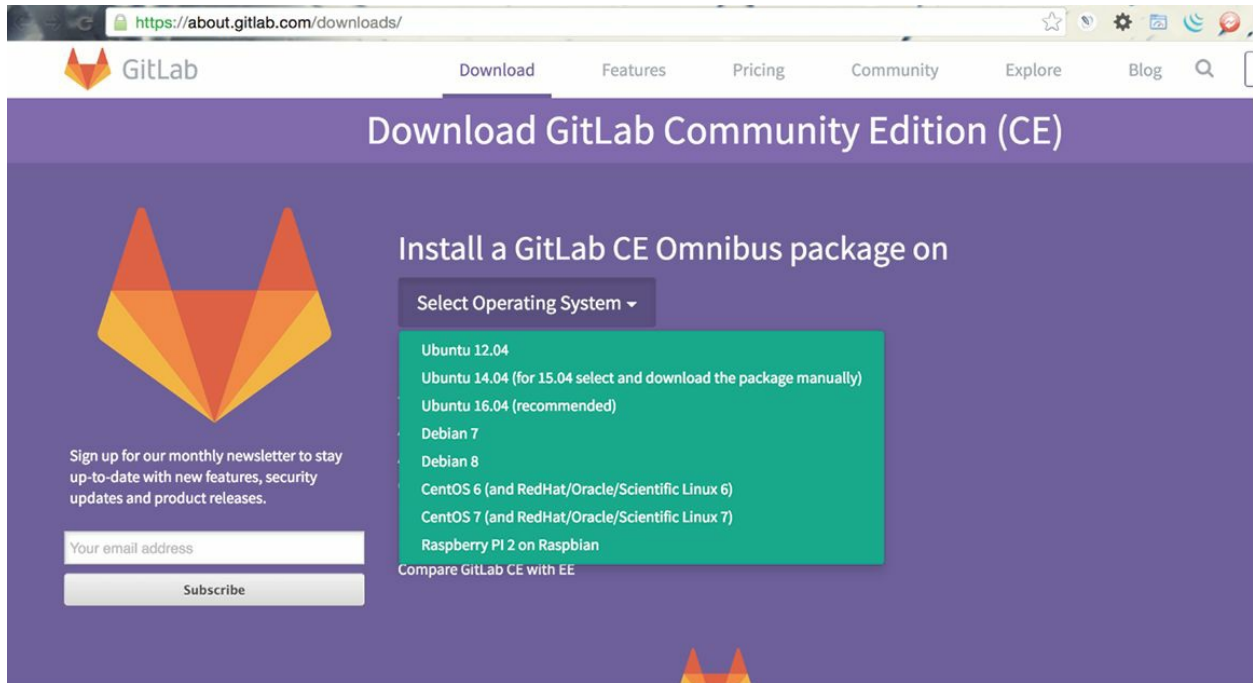 https://about.gitlab.com/downloads/
GitLab
Download Features Pricing Community Explore Blog
Download GitLab Community Edition (CE)
Install a GitLab CE Omnibus package on
Select Operating System
Ubuntu 12.04
Ubuntu 14.04 (for 15.04 select and download the package manually)
Ubuntu 16.04 (recommended)
Debian 7
Debian 8
CentOS 6 (and RedHat/Oracle/Scientific Linux 6)
CentOS 7 (and RedHat/Oracle/Scientific Linux 7)
Raspberry PI 2 on Raspbian
Compare GitLab CE with EE
Sign up for our monthly newsletter to stay
up-to-date with new features, security
updates and product releases.
Your email address
Subscribe